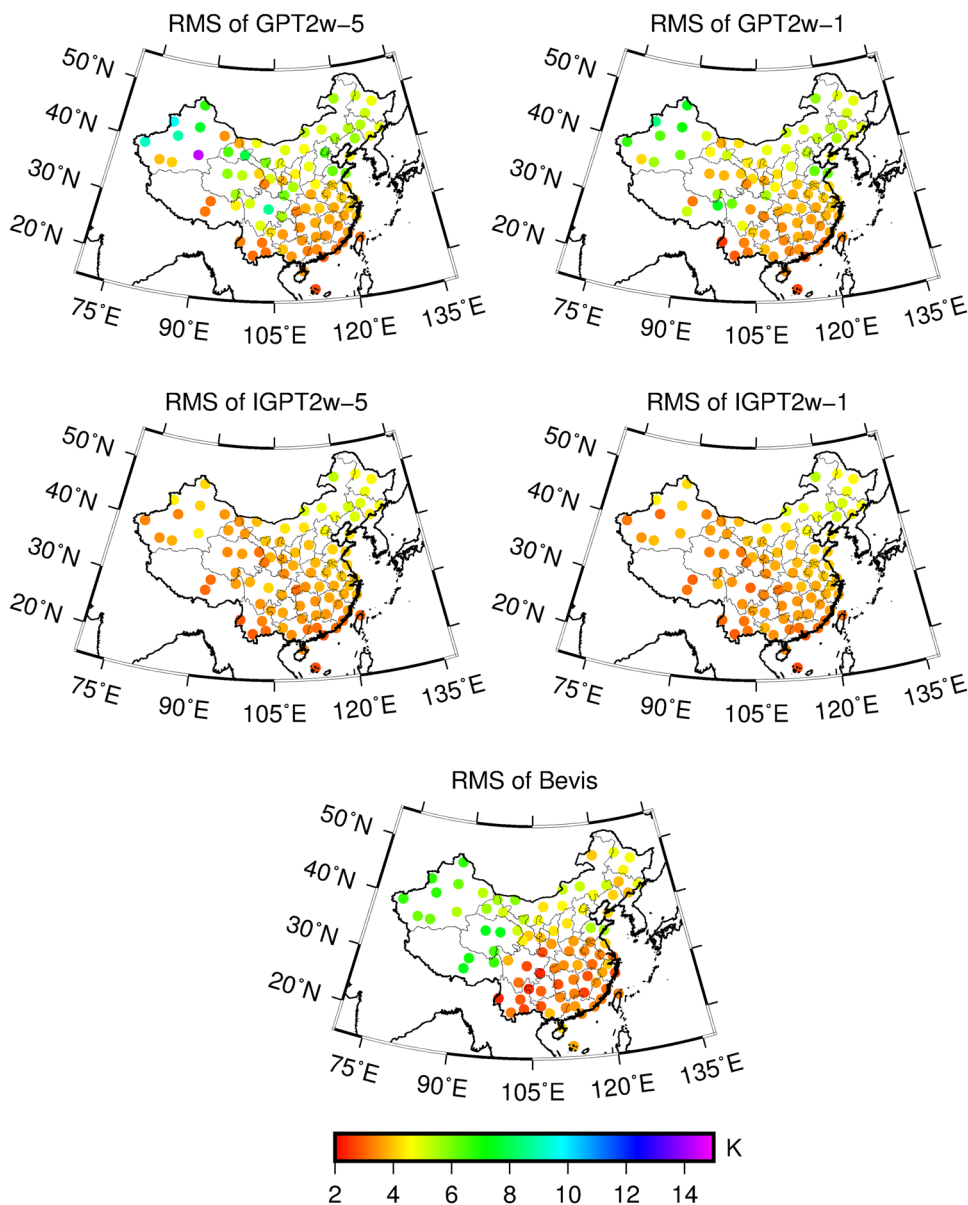 RMS of GPT2w−5
50˚N
40˚N
30˚N
20˚N
75˚E
90˚E
105˚E
120˚E
135˚E
RMS of GPT2w−1
50˚N
40˚N
30˚N
20˚N
75˚E
90˚E
105˚E
120˚E
135˚E
RMS of IGPT2w−5
50˚N
40˚N
30˚N
20˚N
75˚E
90˚E
105˚E
120˚E
135˚E
RMS of IGPT2w−1
50˚N
40˚N
30˚N
20˚N
75˚E
90˚E
105˚E
120˚E
135˚E
RMS of Bevis
50˚N
40˚N
30˚N
20˚N
75˚E
90˚E
105˚E
120˚E
135˚E
K
2 4 6 8 10 12 14